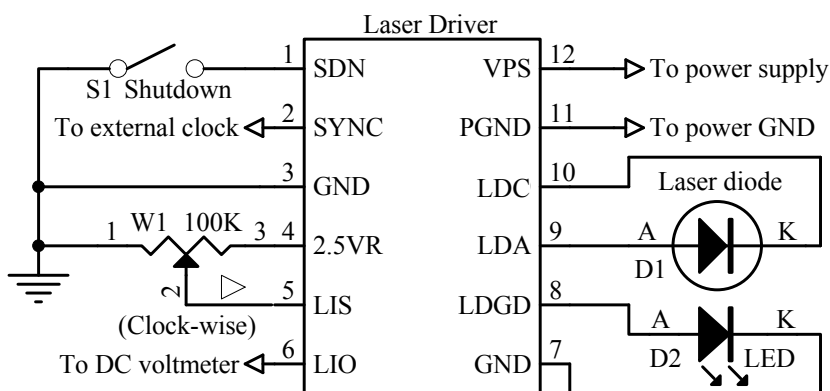 Laser Driver
1 SDN VPS 12 To power supply
S1 Shutdown
To external clock 2 SYNC PGND 11 To power GND
3 GND LDC 10 Laser diode
1 W1 100K 3 4 2.5VR LDA 9 A K
D1
2 5 LIS LDGD 8 A K
(Clock-wise)
To DC voltmeter 6 LIO GND 7 D2 LED